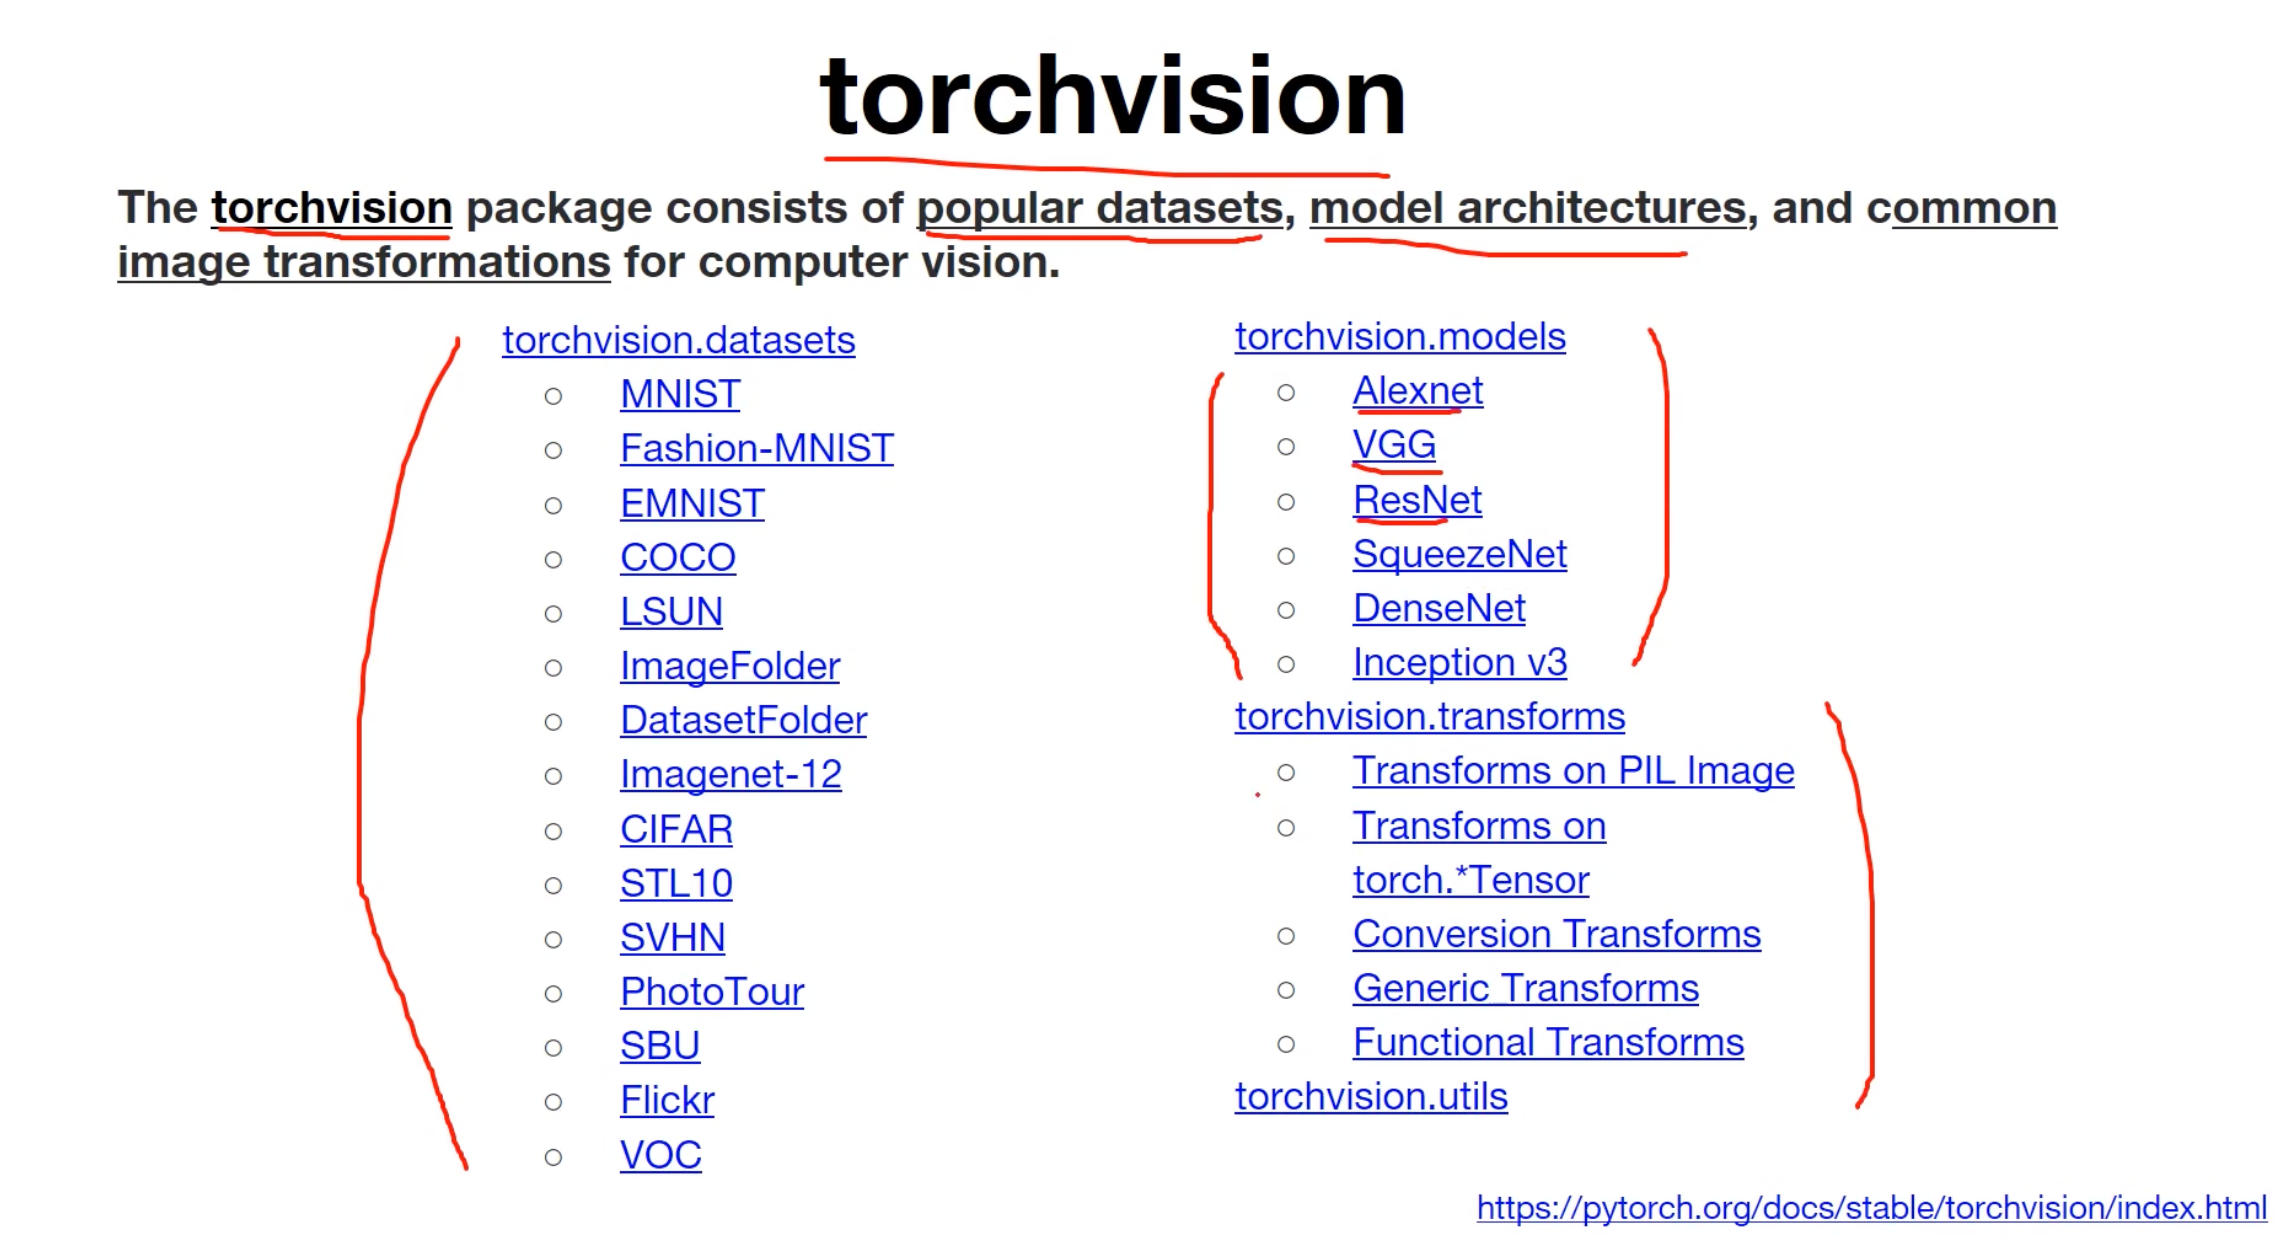 torchvision
The torchvision package consists of popular datasets, model architectures, and common
image transformations for computer vision.
torchvision.datasets
MNIST
Fashion-MNIST
EMNIST
COCO
LSUN
ImageFolder
DatasetFolder
Imagenet-12
CIFAR
STL10
SVHN
PhotoTour
SBU
Flickr
VOC
torchvision.models
Alexnet
VGG
ResNet
SqueezeNet
DenseNet
Inception v3
torchvision.transforms
Transforms on PIL Image
Transforms on
torch.*Tensor
Conversion Transforms
Generic Transforms
Functional Transforms
torchvision.utils
https://pytorch.org/docs/stable/torchvision/index.html